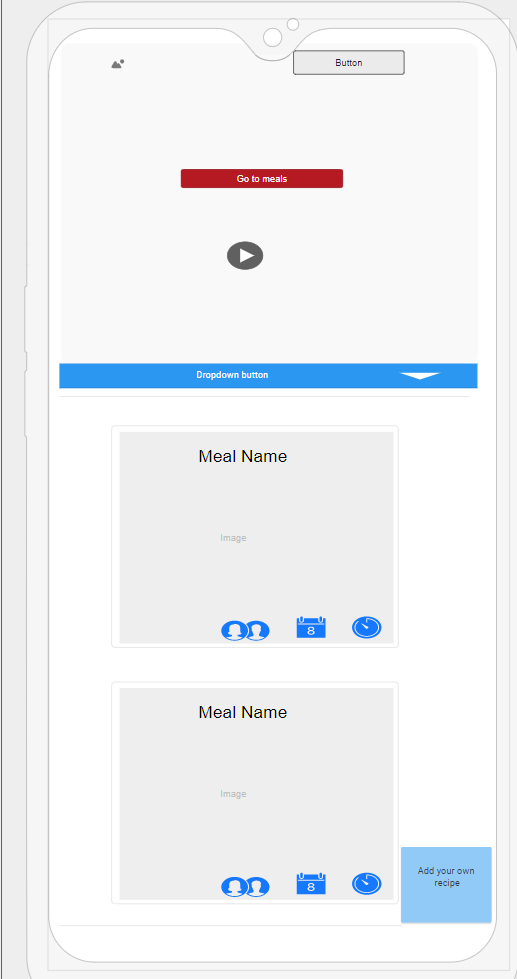 Button
Go to meals
Dropdown button
Meal Name
Image
8
Meal Name
Image
8
Add your own
recipe